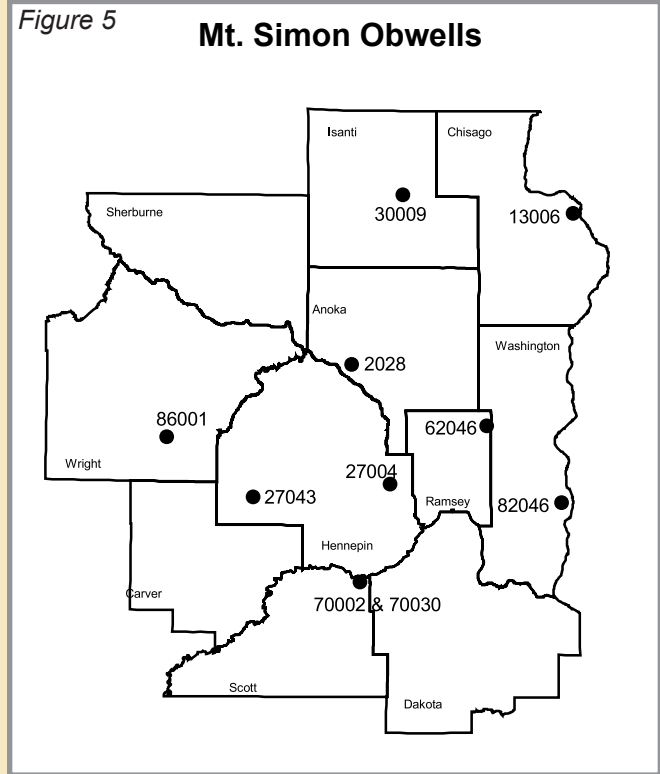 Figure 5
Mt. Simon Obwells
Isanti
Chisago
30009
13006
Sherburne
Anoka
2028
Washington
86001
62046
Wright
27004
27043
Ramsey
82046
Hennepin
Carver
70002 & 70030
Scott
Dakota